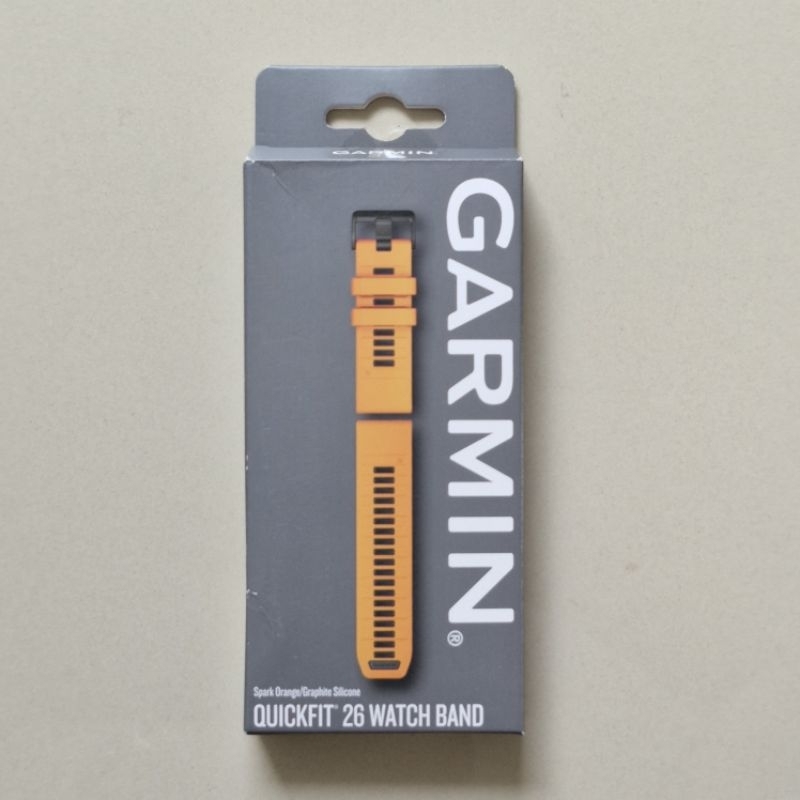 GARMIN
GARMIN®
Spark Orange/Graphite Silicone
QUICKFIT™ 26 WATCH BAND